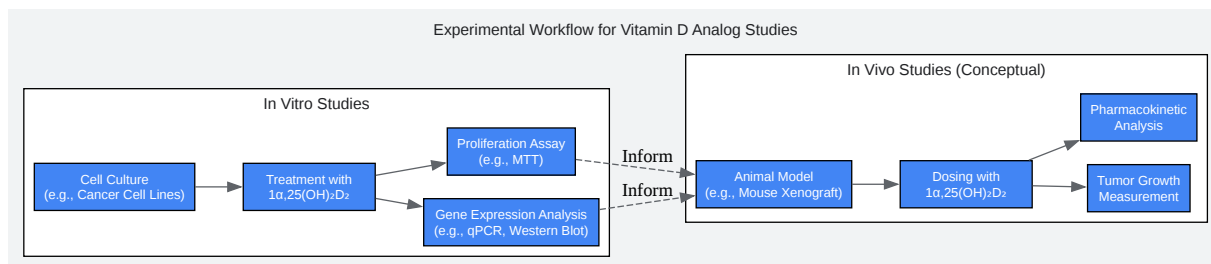 Experimental Workflow for Vitamin D Analog Studies
In Vitro Studies
Cell Culture
(e.g., Cancer Cell Lines)
Treatment with
1α,25(OH)₂D₂
Proliferation Assay
(e.g., MTT)
Gene Expression Analysis
(e.g., qPCR, Western Blot)
Inform
Inform
In Vivo Studies (Conceptual)
Animal Model
(e.g., Mouse Xenograft)
Dosing with
1α,25(OH)₂D₂
Pharmacokinetic
Analysis
Tumor Growth
Measurement